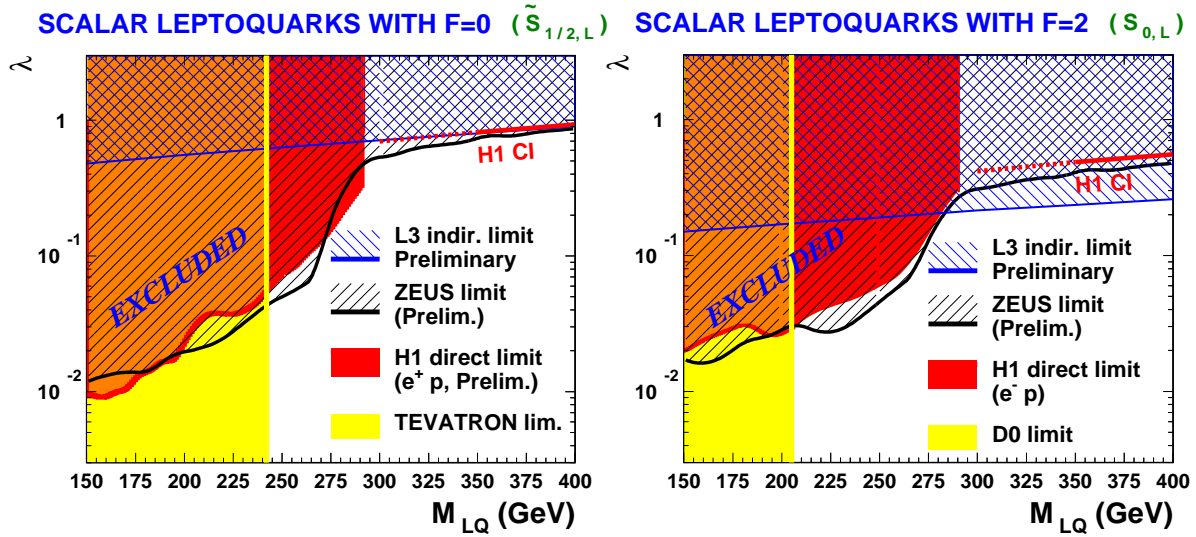 SCALAR LEPTOQUARKS WITH F=0 ( S̃ 1/2, L )
λ
1
10 -1
10 -2
H1 CI
EXCLUDED
L3 indir. limit
Preliminary
ZEUS limit
(Prelim.)
H1 direct limit
(e+ p, Prelim.)
TEVATRON lim.
150 175 200 225 250 275 300 325 350 375 400
M LQ (GeV)
SCALAR LEPTOQUARKS WITH F=2 ( S 0, L )
λ
1
10 -1
10 -2
H1 CI
EXCLUDED
L3 indir. limit
Preliminary
ZEUS limit
(Prelim.)
H1 direct limit
(e- p)
D0 limit
150 175 200 225 250 275 300 325 350 375 400
M LQ (GeV)